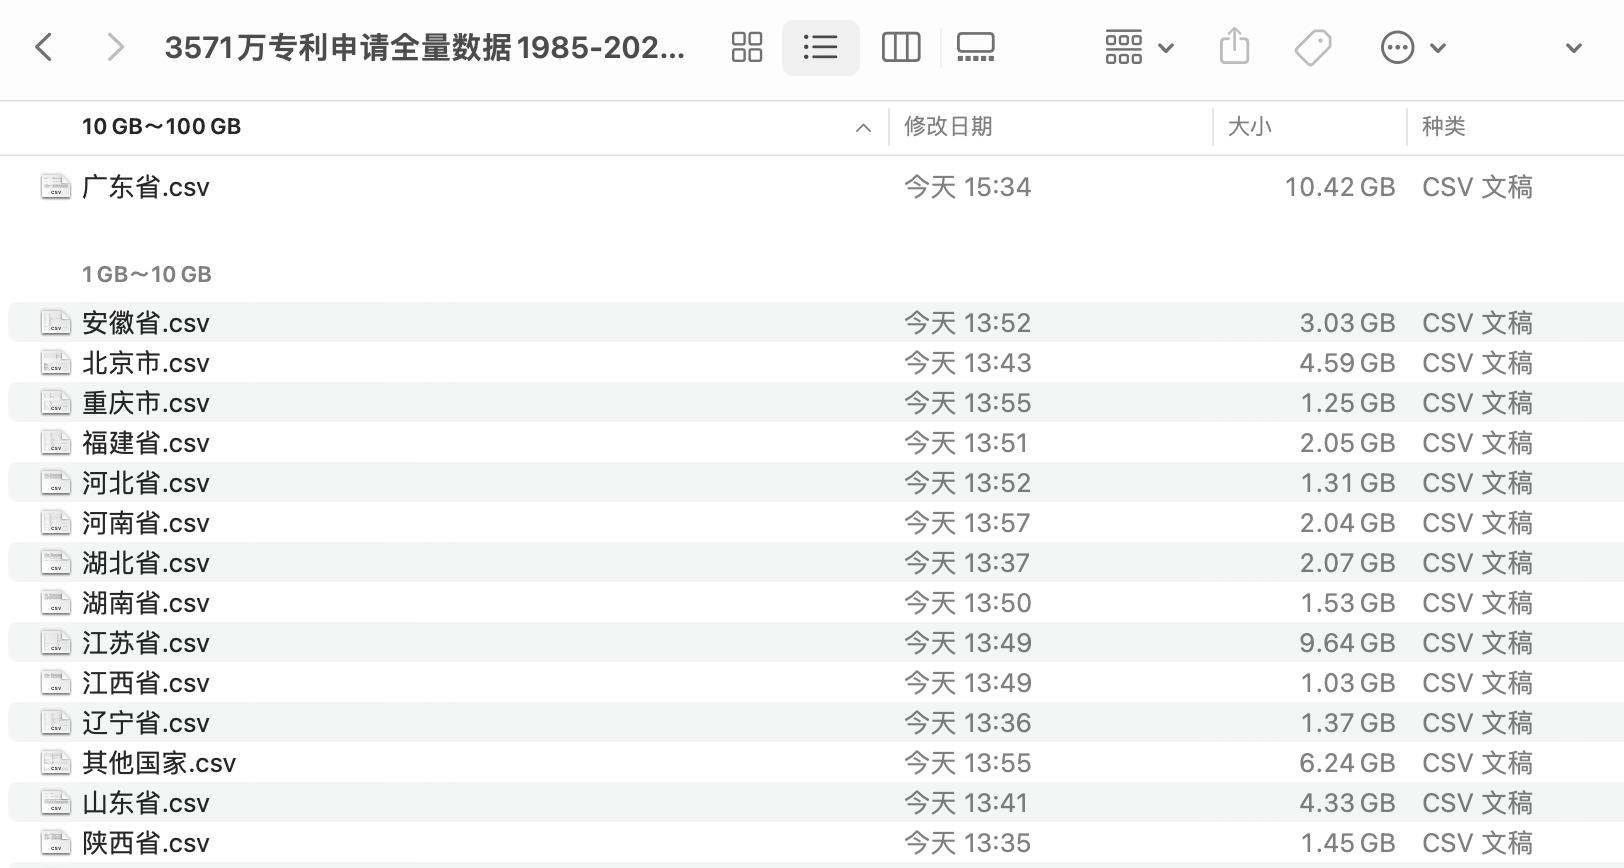 3571万专利申请全量数据1985-202...
10 GB～100 GB 修改日期 大小 种类
广东省.csv 今天 15:34 10.42 GB CSV 文稿
1 GB～10 GB
安徽省.csv 今天 13:52 3.03 GB CSV 文稿
北京市.csv 今天 13:43 4.59 GB CSV 文稿
重庆市.csv 今天 13:55 1.25 GB CSV 文稿
福建省.csv 今天 13:51 2.05 GB CSV 文稿
河北省.csv 今天 13:52 1.31 GB CSV 文稿
河南省.csv 今天 13:57 2.04 GB CSV 文稿
湖北省.csv 今天 13:37 2.07 GB CSV 文稿
湖南省.csv 今天 13:50 1.53 GB CSV 文稿
江苏省.csv 今天 13:49 9.64 GB CSV 文稿
江西省.csv 今天 13:49 1.03 GB CSV 文稿
辽宁省.csv 今天 13:36 1.37 GB CSV 文稿
其他国家.csv 今天 13:55 6.24 GB CSV 文稿
山东省.csv 今天 13:41 4.33 GB CSV 文稿
陕西省.csv 今天 13:35 1.45 GB CSV 文稿